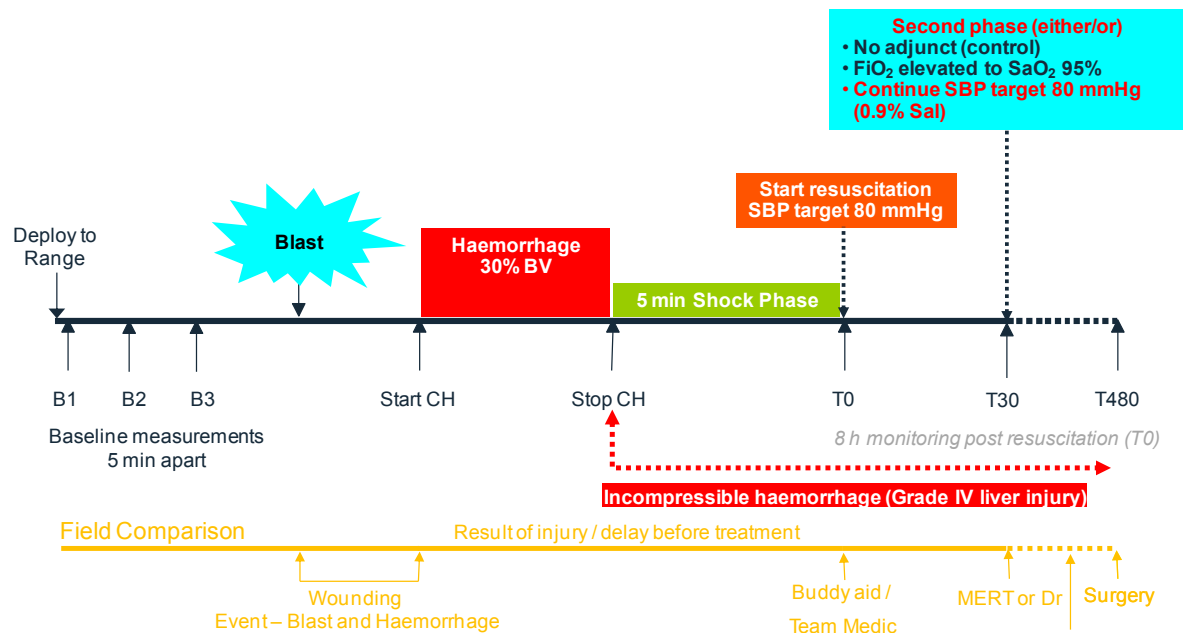 Second phase (either/or)
• No adjunct (control)
• FiO2 elevated to SaO2 95%
• Continue SBP target 80 mmHg
(0.9% Sal)
Start resuscitation
SBP target 80 mmHg
Blast
Haemorrhage
30% BV
Deploy to
Range
5 min Shock Phase
B1
B2
B3
Start CH
Stop CH
T0
T30
T480
Baseline measurements
5 min apart
8 h monitoring post resuscitation (T0)
Incompressible haemorrhage (Grade IV liver injury)
Field Comparison
Result of injury / delay before treatment
Wounding
Event – Blast and Haemorrhage
Buddy aid /
Team Medic
MERT or Dr
Surgery